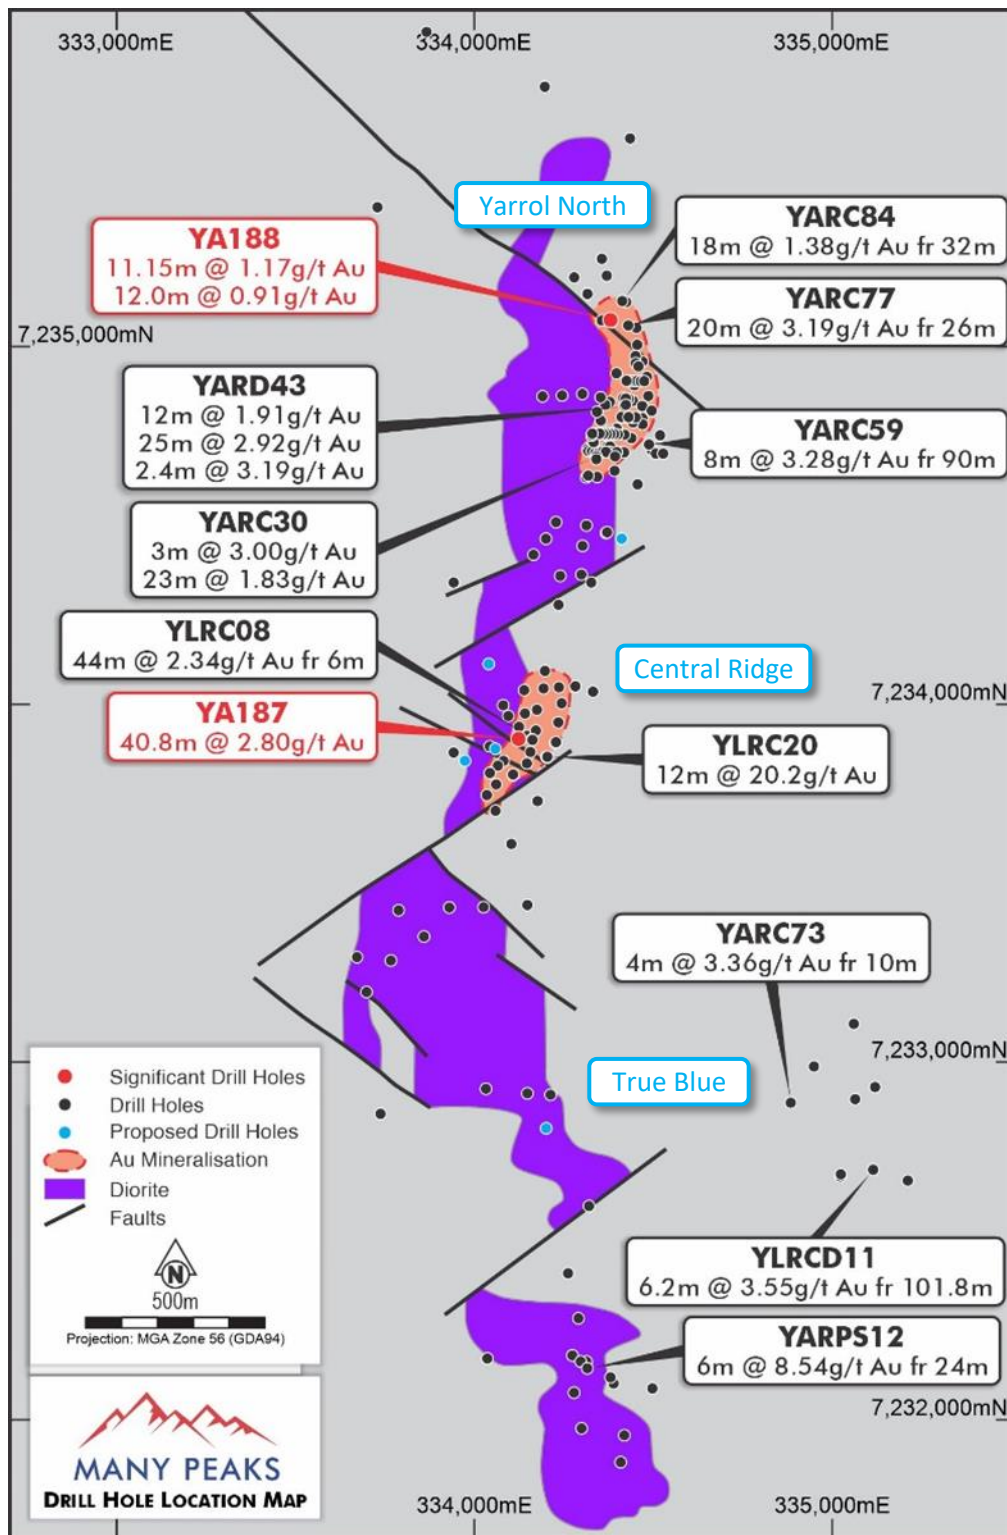 333,000mE
334,000mE
335,000mE
Yarrol North
YARC84
18m @ 1.38g/t Au fr 32m
YA188
11.15m @ 1.17g/t Au
12.0m @ 0.91g/t Au
YARC77
20m @ 3.19g/t Au fr 26m
7,235,000mN
YARD43
12m @ 1.91g/t Au
25m @ 2.92g/t Au
2.4m @ 3.19g/t Au
YARC59
8m @ 3.28g/t Au fr 90m
YARC30
3m @ 3.00g/t Au
23m @ 1.83g/t Au
YLRC08
44m @ 2.34g/t Au fr 6m
Central Ridge
7,234,000mN
YA187
40.8m @ 2.80g/t Au
YLRC20
12m @ 20.2g/t Au
YARC73
4m @ 3.36g/t Au fr 10m
7,233,000mN
True Blue
Significant Drill Holes
Drill Holes
Proposed Drill Holes
Au Mineralisation
Diorite
Faults
N
500m
Projection: MGA Zone 56 (GDA94)
YLRCD11
6.2m @ 3.55g/t Au fr 101.8m
YARPS12
6m @ 8.54g/t Au fr 24m
7,232,000mN
MANY PEAKS
DRILL HOLE LOCATION MAP
334,000mE
335,000mE